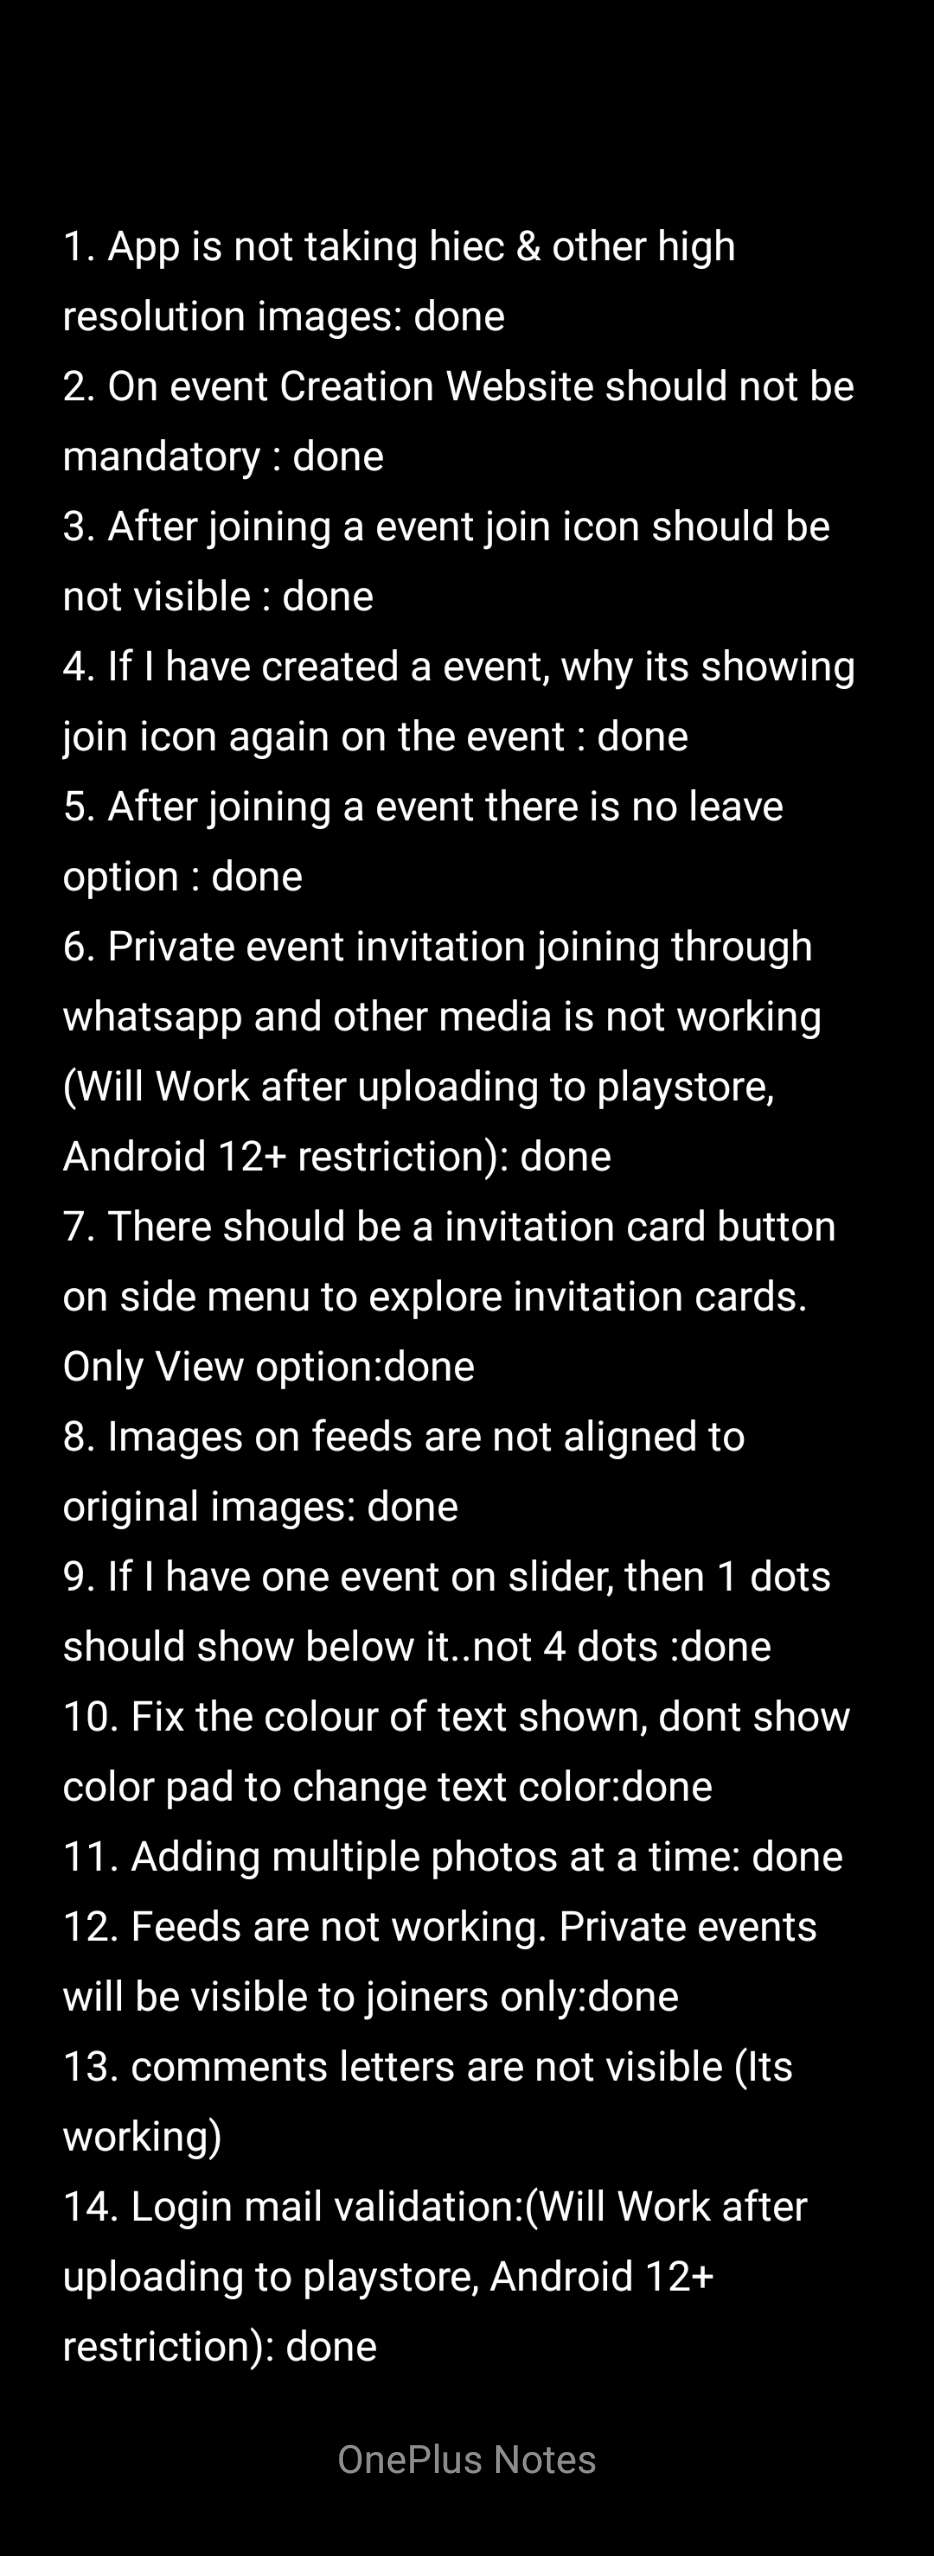 1. App is not taking hiec & other high
resolution images: done
2. On event Creation Website should not be
mandatory : done
3. After joining a event join icon should be
not visible : done
4. If I have created a event, why its showing
join icon again on the event : done
5. After joining a event there is no leave
option : done
6. Private event invitation joining through
whatsapp and other media is not working
(Will Work after uploading to playstore,
Android 12+ restriction): done
7. There should be a invitation card button
on side menu to explore invitation cards.
Only View option:done
8. Images on feeds are not aligned to
original images: done
9. If I have one event on slider, then 1 dots
should show below it..not 4 dots :done
10. Fix the colour of text shown, dont show
color pad to change text color:done
11. Adding multiple photos at a time: done
12. Feeds are not working. Private events
will be visible to joiners only:done
13. comments letters are not visible (Its
working)
14. Login mail validation:(Will Work after
uploading to playstore, Android 12+
restriction): done
OnePlus Notes